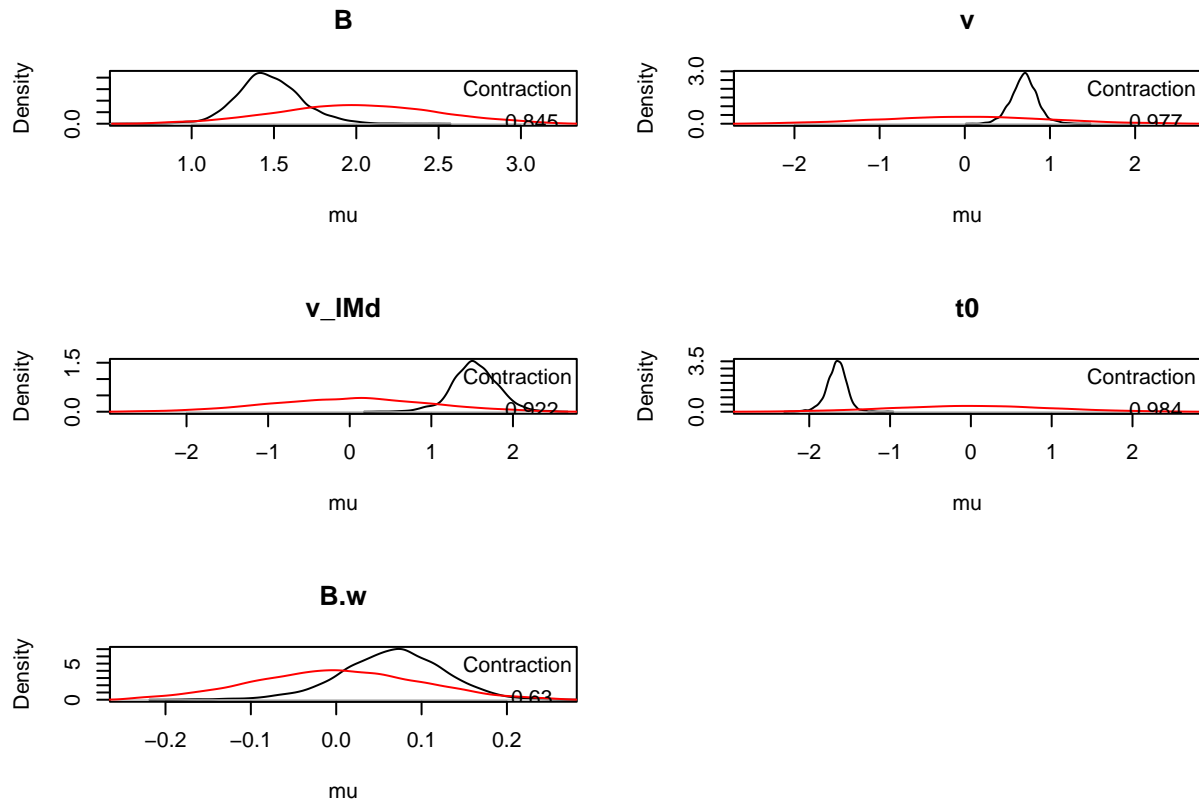 B
Density
0.0
Contraction
0.845
1.0 1.5 2.0 2.5 3.0
mu
v
Density
0.0 3.0
Contraction
0.977
−2 −1 0 1 2
mu
v_lMd
Density
0.0 1.5
Contraction
0.922
−2 −1 0 1 2
mu
t0
Density
0.0 3.5
Contraction
0.984
−2 −1 0 1 2
mu
B.w
Density
0 5
Contraction
0.63
−0.2 −0.1 0.0 0.1 0.2
mu